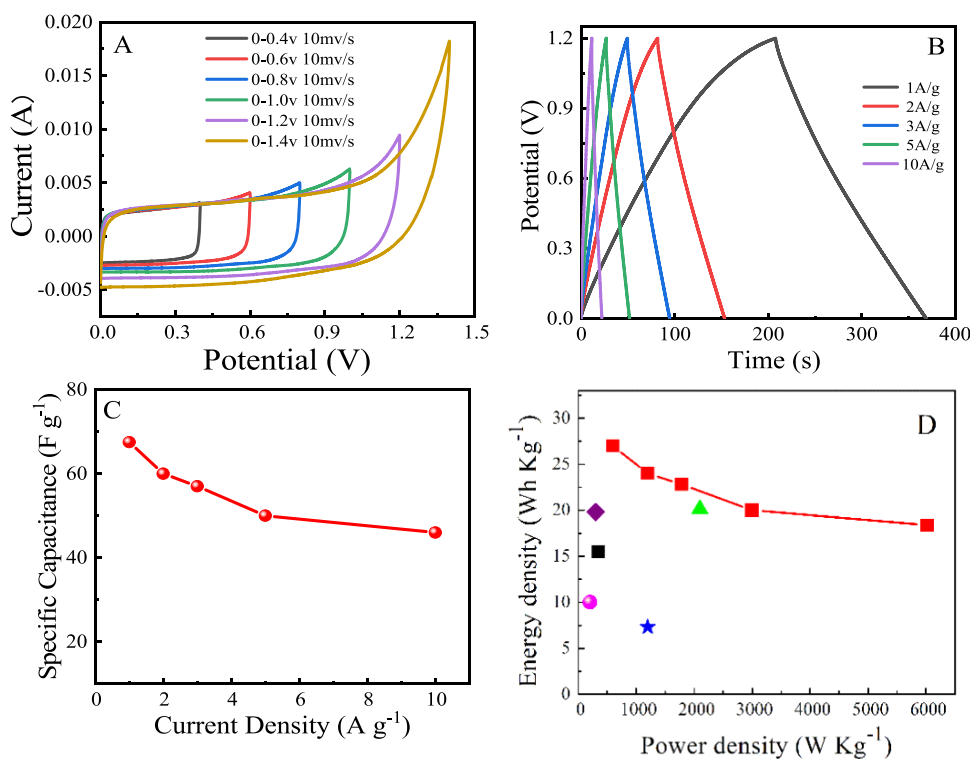 A
0-0.4v 10mv/s
0-0.6v 10mv/s
0-0.8v 10mv/s
0-1.0v 10mv/s
0-1.2v 10mv/s
0-1.4v 10mv/s
0.020
0.015
0.010
0.005
0.000
-0.005
Current (A)
0.0 0.3 0.6 0.9 1.2 1.5
Potential (V)
B
1A/g
2A/g
3A/g
5A/g
10A/g
1.2
0.9
0.6
0.3
0.0
Potential (V)
0 100 200 300 400
Time (s)
C
80
60
40
20
Specific Capacitance (F g-1)
0 2 4 6 8 10
Current Density (A g-1)
D
30
25
20
15
10
5
0
Energy density (Wh Kg-1)
0 1000 2000 3000 4000 5000 6000
Power density (W Kg-1)